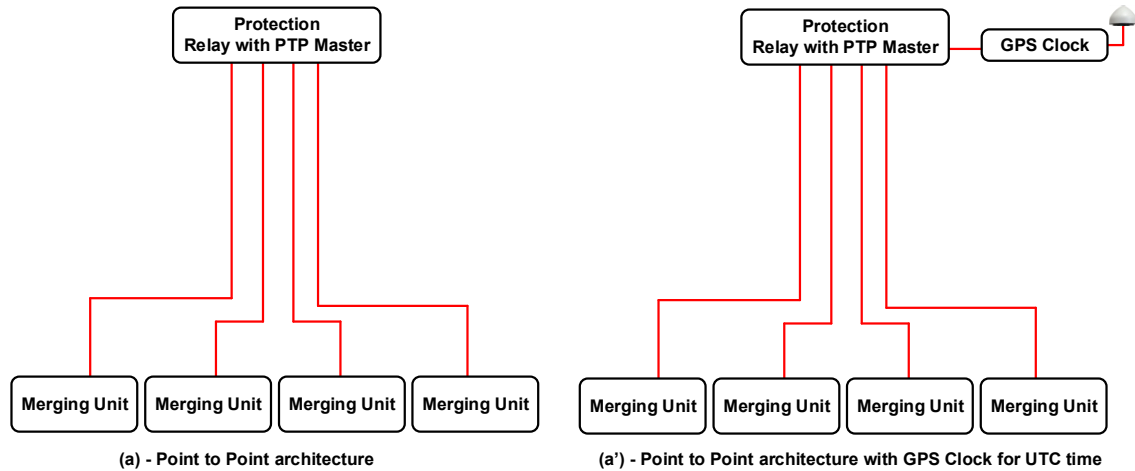 Protection
Relay with PTP Master
Merging Unit
Merging Unit
Merging Unit
Merging Unit
(a) - Point to Point architecture
Protection
Relay with PTP Master
GPS Clock
Merging Unit
Merging Unit
Merging Unit
Merging Unit
(a') - Point to Point architecture with GPS Clock for UTC time